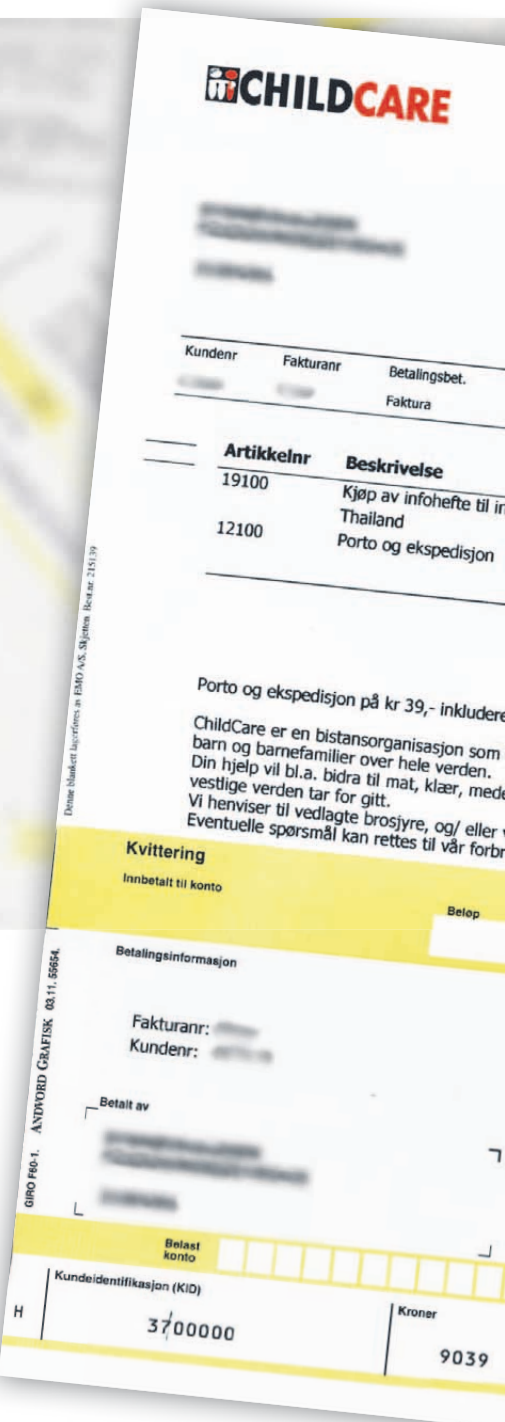 CHILDCARE
Kundenr Fakturanr Betalingsbet.
Faktura
Artikkelnr Beskrivelse
19100 Kjøp av infohefte til in
Thailand
12100 Porto og ekspedisjon
Denne blankett lagerføres av EMO A/S, Skjetten Best.nr. 215139
Porto og ekspedisjon på kr 39,- inkludere
ChildCare er en bistansorganisasjon som
barn og barnefamilier over hele verden.
Din hjelp vil bl.a. bidra til mat, klær, mede
vestlige verden tar for gitt.
Vi henviser til vedlagte brosjyre, og/ eller v
Eventuelle spørsmål kan rettes til vår forbr
Kvittering
Innbetalt til konto
Beløp
Betalingsinformasjon
Fakturanr:
Kundenr:
GIRO F60-1. ANDVORD GRAFISK 03.11. 55654.
Betalt av
Belast
konto
Kundeidentifikasjon (KID)
Kroner
H 3700000 9039